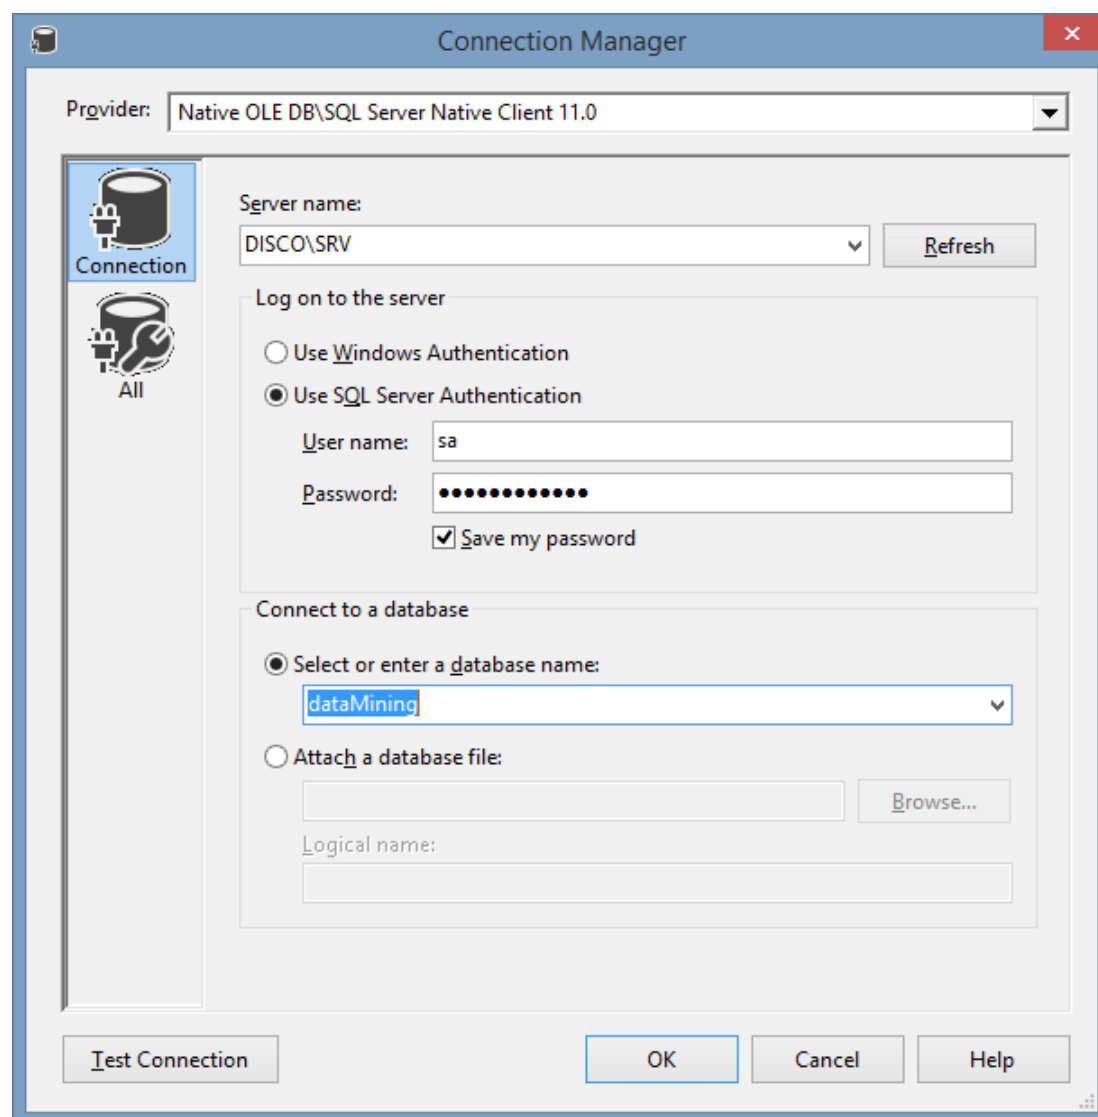 Connection Manager
Provider: Native OLE DB\SQL Server Native Client 11.0
Connection
All
Server name:
DISCO\SRV
Refresh
Log on to the server
Use Windows Authentication
Use SQL Server Authentication
User name: sa
Password: ••••••••••••
Save my password
Connect to a database
Select or enter a database name:
dataMining
Attach a database file:
Browse...
Logical name:
Test Connection OK Cancel Help